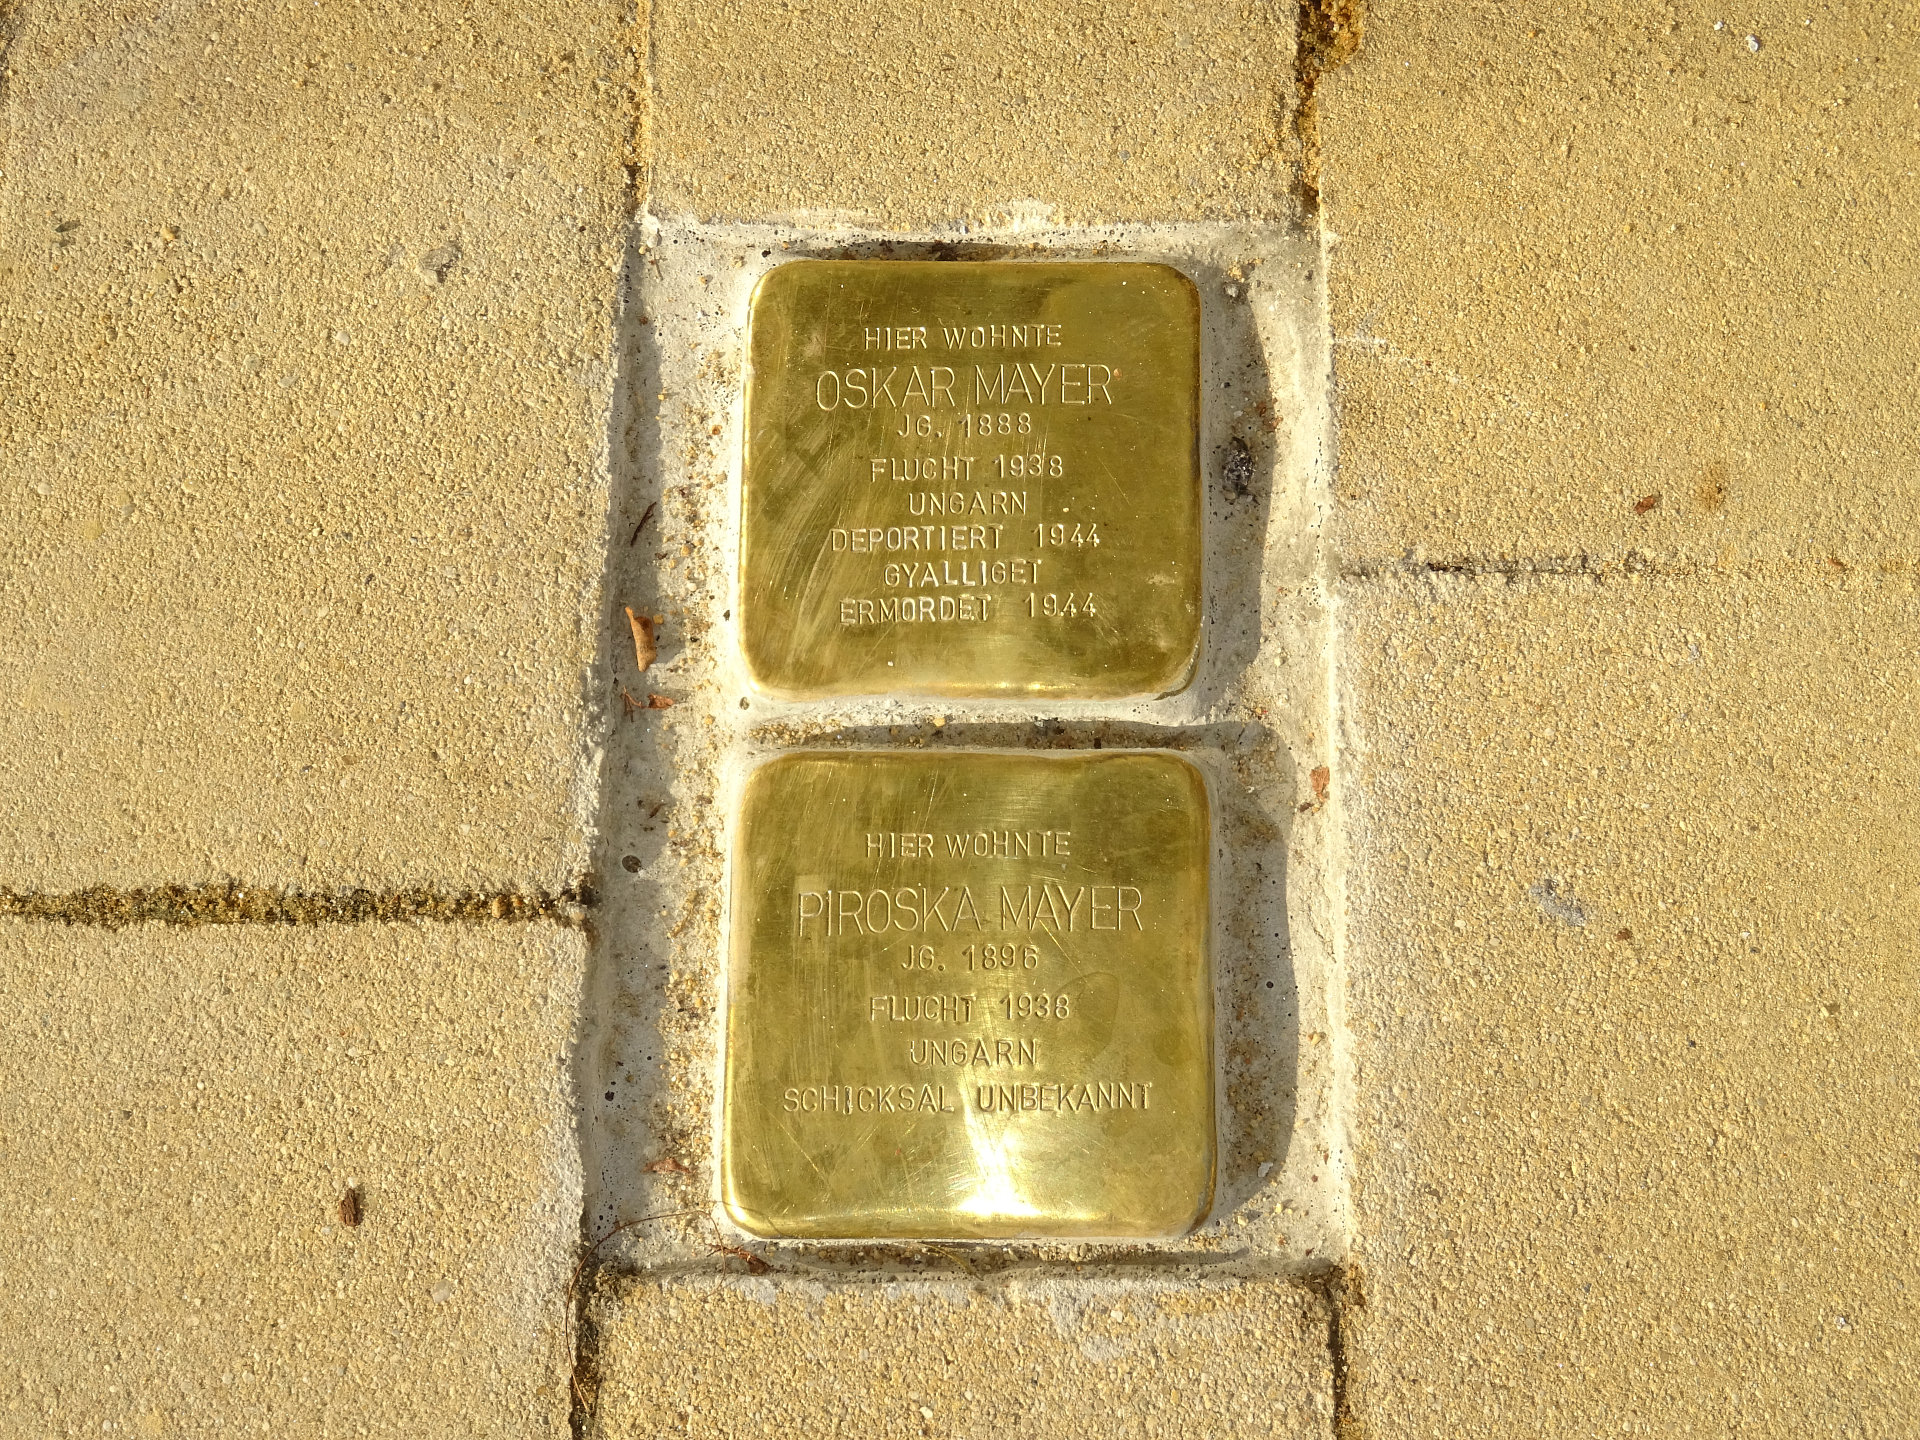 HIER WOHNTE
OSKAR MAYER
JG. 1888
FLUCHT 1938
UNGARN
DEPORTIERT 1944
GYALLIGET
ERMORDET 1944
HIER WOHNTE
PIROSKA MAYER
JG. 1896
FLUCHT 1938
UNGARN
SCHICKSAL UNBEKANNT